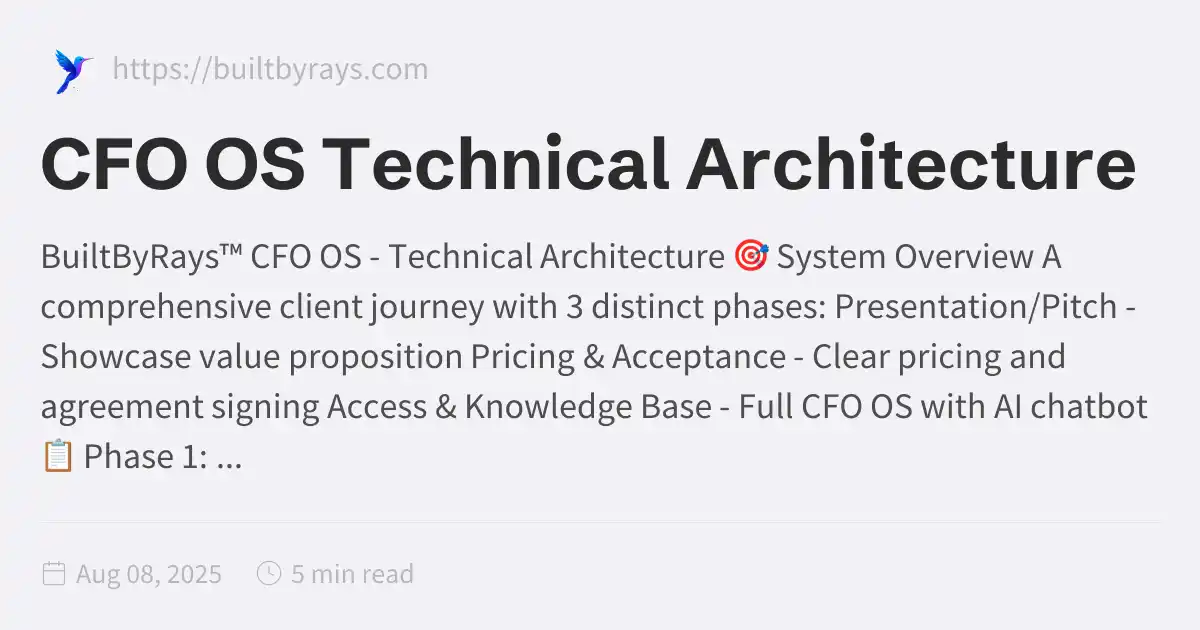 https://builtbyrays.com
CFO OS Technical Architecture
BuiltByRays™ CFO OS - Technical Architecture 🎯 System Overview A
comprehensive client journey with 3 distinct phases: Presentation/Pitch -
Showcase value proposition Pricing & Acceptance - Clear pricing and
agreement signing Access & Knowledge Base - Full CFO OS with AI chatbot
📋 Phase 1: ...
Aug 08, 2025 5 min read